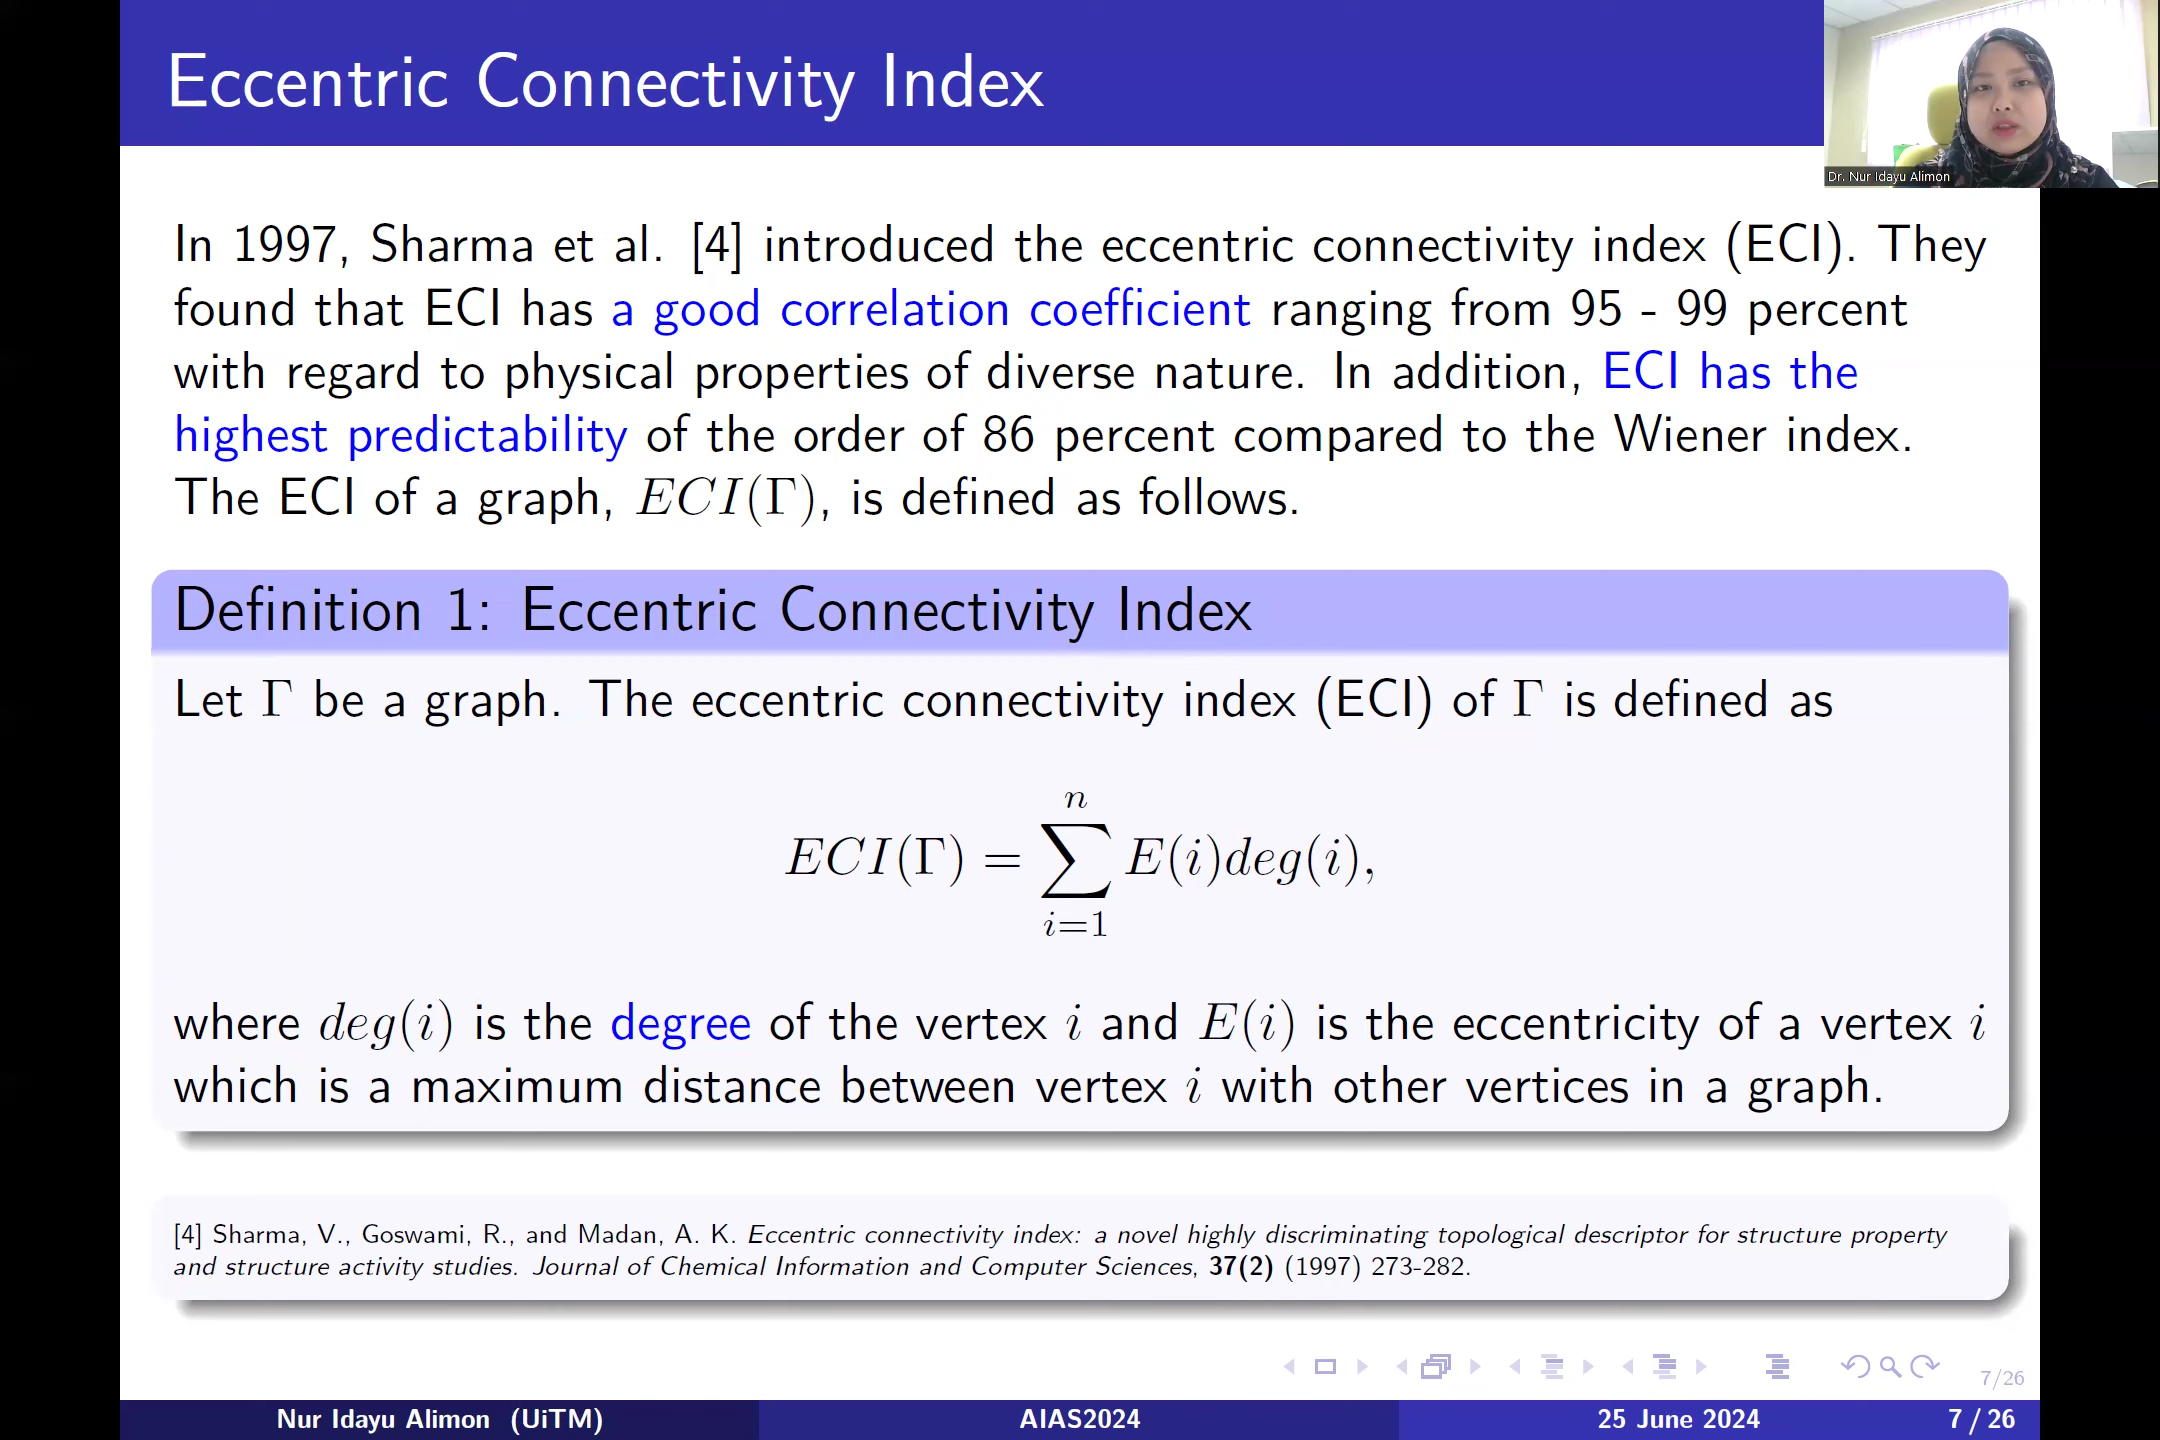 Eccentric Connectivity Index
Dr. Nur Idayu Alimon
In 1997, Sharma et al. [4] introduced the eccentric connectivity index (ECI). They
found that ECI has a good correlation coefficient ranging from 95 - 99 percent
with regard to physical properties of diverse nature. In addition, ECI has the
highest predictability of the order of 86 percent compared to the Wiener index.
The ECI of a graph, ECI(Γ), is defined as follows.
Definition 1: Eccentric Connectivity Index
Let Γ be a graph. The eccentric connectivity index (ECI) of Γ is defined as
n
ECI(Γ) = ∑ E(i)deg(i),
i=1
where deg(i) is the degree of the vertex i and E(i) is the eccentricity of a vertex i
which is a maximum distance between vertex i with other vertices in a graph.
[4] Sharma, V., Goswami, R., and Madan, A. K. Eccentric connectivity index: a novel highly discriminating topological descriptor for structure property
and structure activity studies. Journal of Chemical Information and Computer Sciences, 37(2) (1997) 273-282.
7/26
Nur Idayu Alimon (UiTM) AIAS2024 25 June 2024 7 / 26